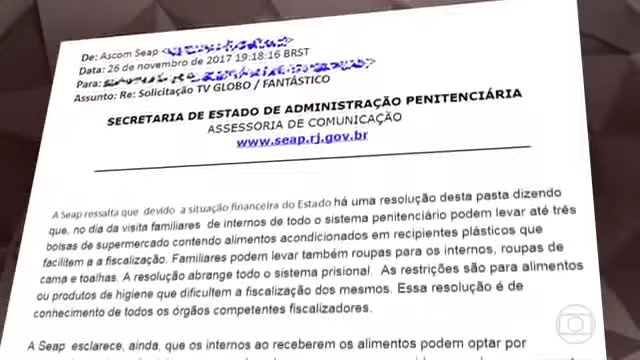 De: Ascom Seap <
Data: 26 de novembro de 2017 19:18:16 BRST
Para:
Assunto: Re: Solicitação TV GLOBO / FANTÁSTICO
SECRETARIA DE ESTADO DE ADMINISTRAÇÃO PENITENCIÁRIA
ASSESSORIA DE COMUNICAÇÃO
www.seap.rj.gov.br
A Seap ressalta que devido a situação financeira do Estado há uma resolução desta pasta dizendo
que, no dia da visita familiares de internos de todo o sistema penitenciário podem levar até três
bolsas de supermercado contendo alimentos acondicionados em recipientes plásticos que
facilitem a a fiscalização. Familiares podem levar também roupas para os internos, roupas de
cama e toalhas. A resolução abrange todo o sistema prisional. As restrições são para alimentos
ou produtos de higiene que dificultem a fiscalização dos mesmos. Essa resolução é de
conhecimento de todos os órgãos competentes fiscalizadores.
A Seap esclarece, ainda, que os internos ao receberem os alimentos podem optar por